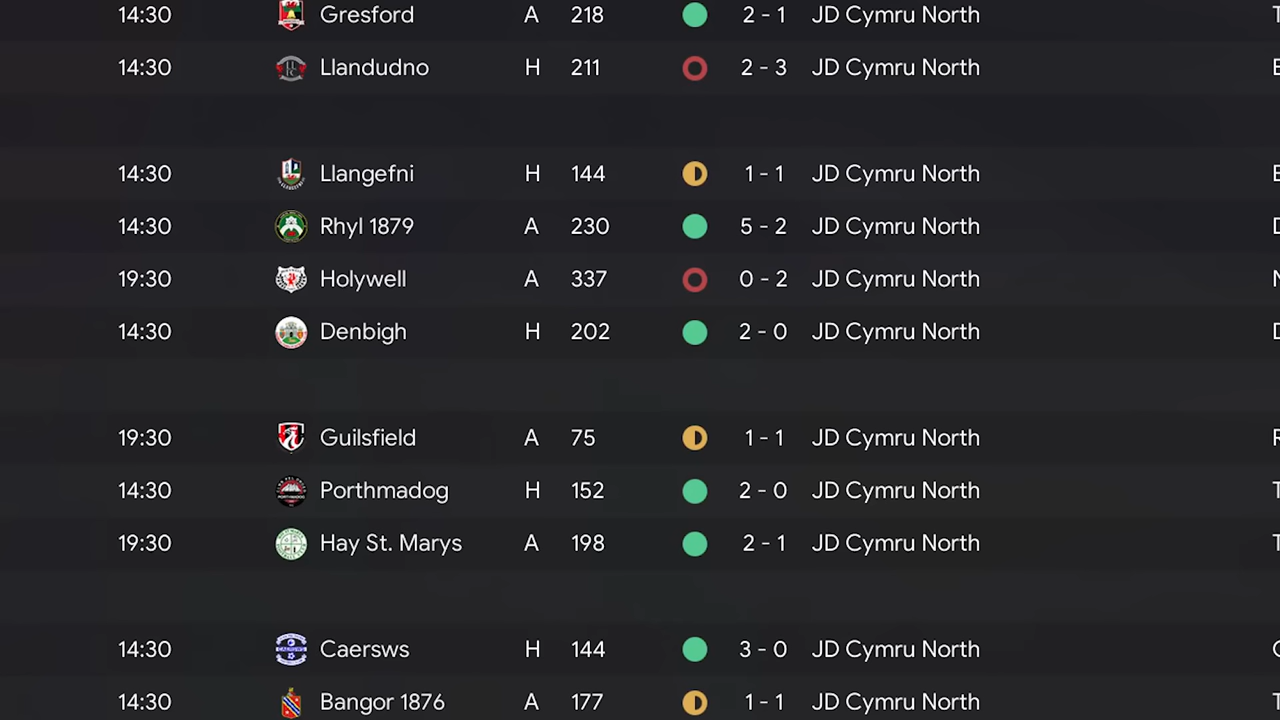 14:30 Gresford A 218 2 - 1 JD Cymru North
14:30 Llandudno H 211 2 - 3 JD Cymru North
14:30 Llangefni H 144 1 - 1 JD Cymru North
14:30 Rhyl 1879 A 230 5 - 2 JD Cymru North
19:30 Holywell A 337 0 - 2 JD Cymru North
14:30 Denbigh H 202 2 - 0 JD Cymru North
19:30 Guilsfield A 75 1 - 1 JD Cymru North
14:30 Porthmadog H 152 2 - 0 JD Cymru North
19:30 Hay St. Marys A 198 2 - 1 JD Cymru North
14:30 Caersws H 144 3 - 0 JD Cymru North
14:30 Bangor 1876 A 177 1 - 1 JD Cymru North